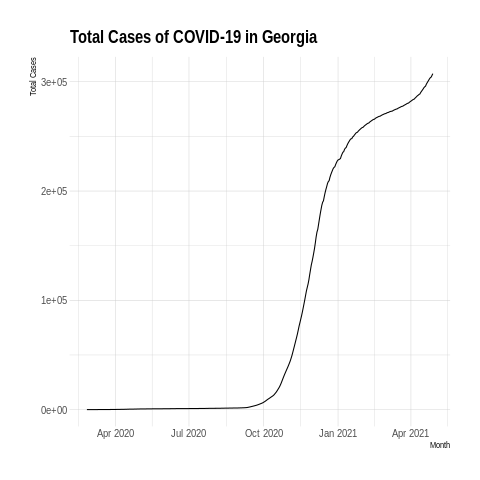 Total Cases of COVID-19 in Georgia
Total Cases
3e+05
2e+05
1e+05
0e+00
Apr 2020 Jul 2020 Oct 2020 Jan 2021 Apr 2021
Month